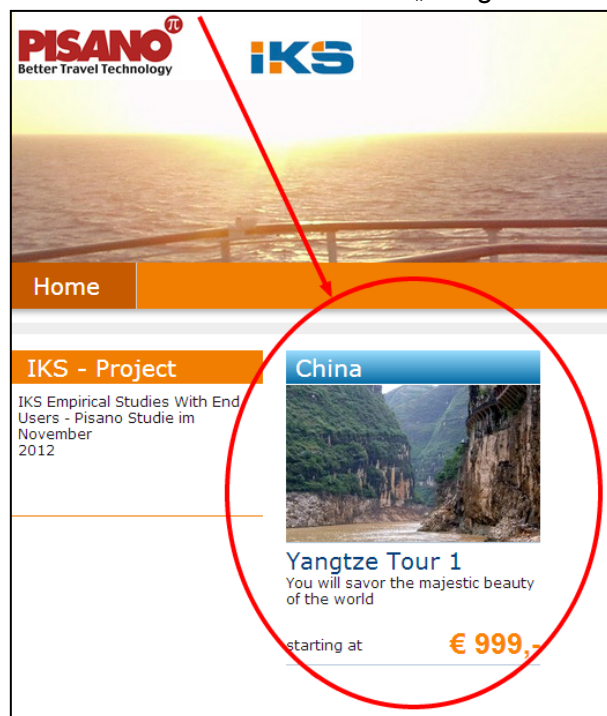 PISANO π
Better Travel Technology
iKS
Home
IKS - Project
IKS Empirical Studies With End
Users - Pisano Studie im
November
2012
China
Yangtze Tour 1
You will savor the majestic beauty
of the world
starting at
€ 999,-